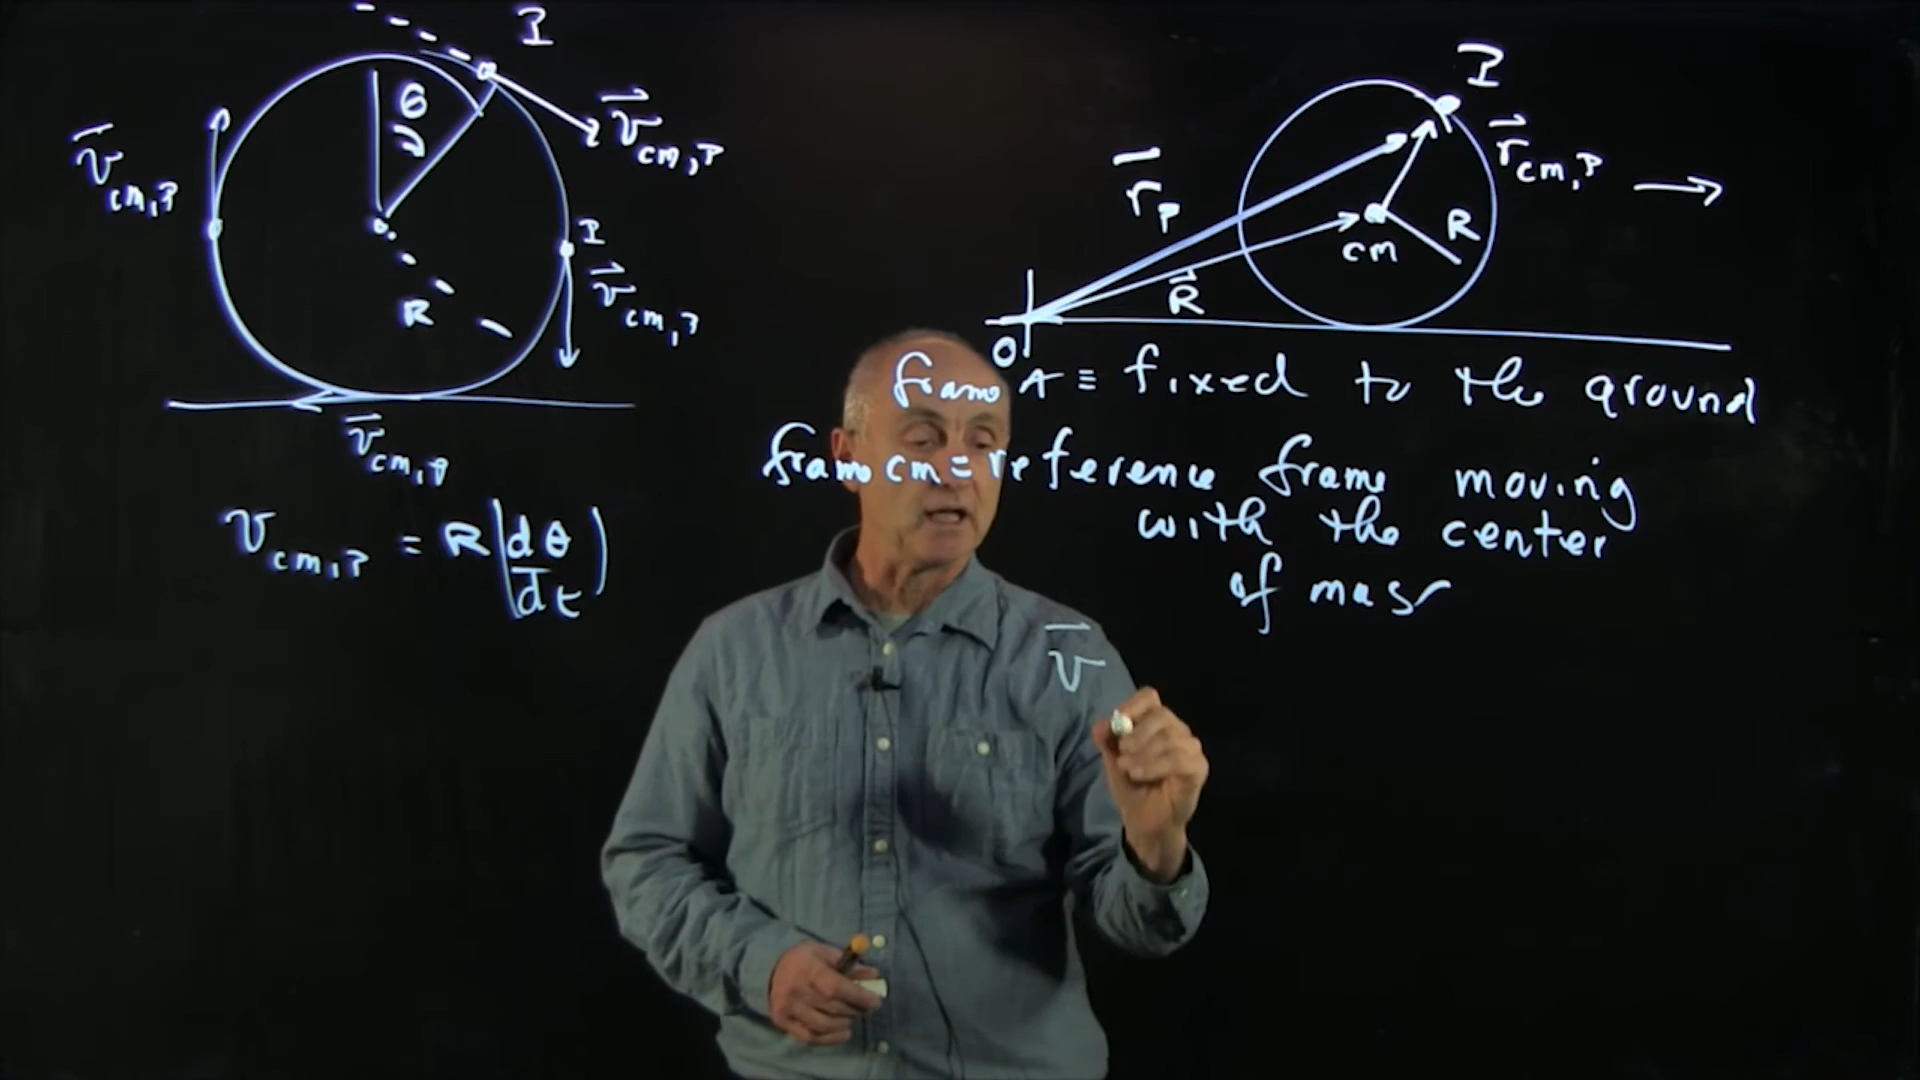 P
θ
v⃗cm,P
v⃗cm,P
P
v⃗cm,P
R
v⃗cm,P
vcm,P = R(dθ/dt)
P
r⃗cm,P
r⃗P
R
cm
R⃗
O
frame A ≡ fixed to the ground
frame cm = reference frame moving
with the center
of mass
v⃗